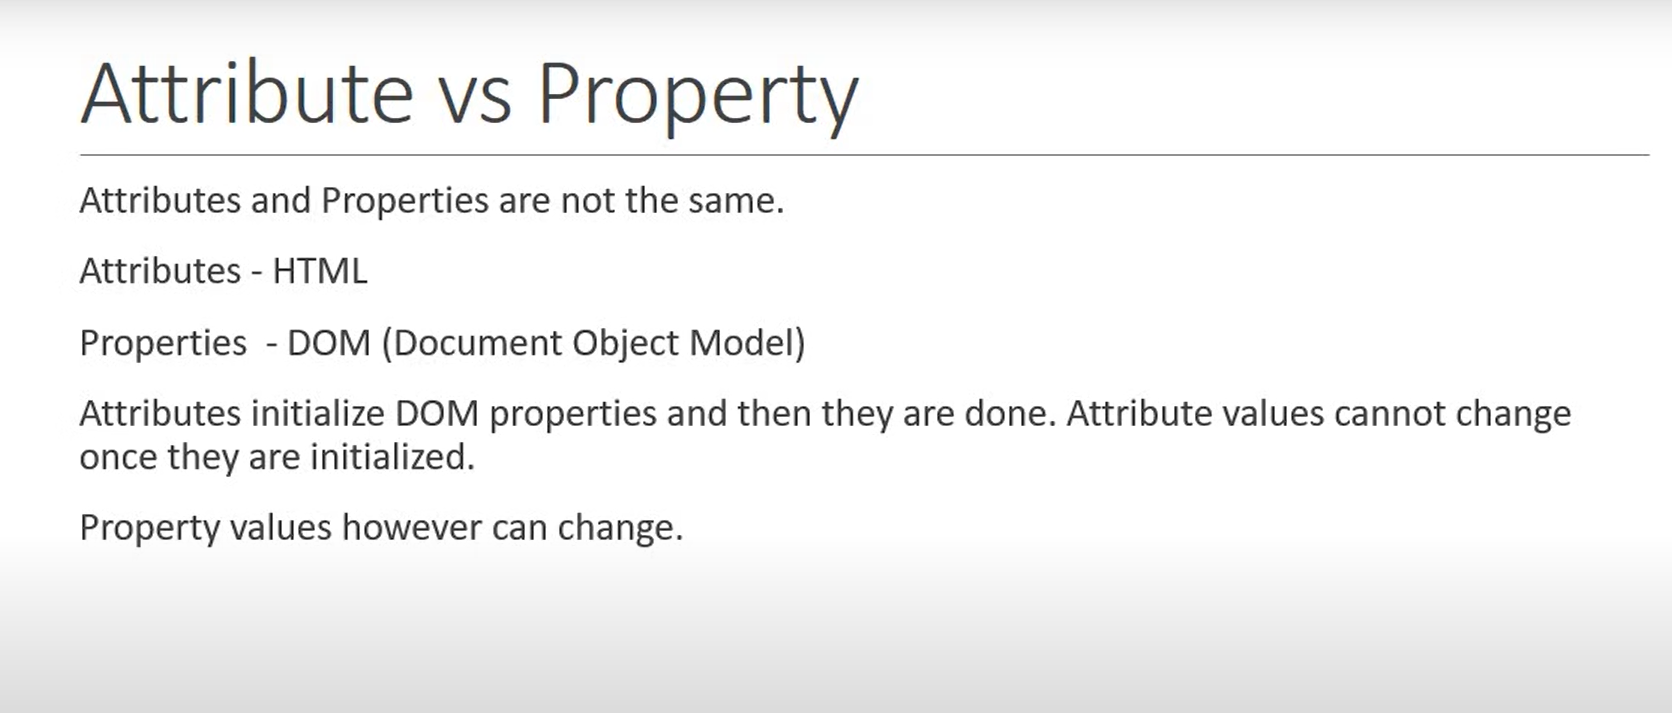 Attribute vs Property
Attributes and Properties are not the same.
Attributes - HTML
Properties  - DOM (Document Object Model)
Attributes initialize DOM properties and then they are done. Attribute values cannot change
once they are initialized.
Property values however can change.